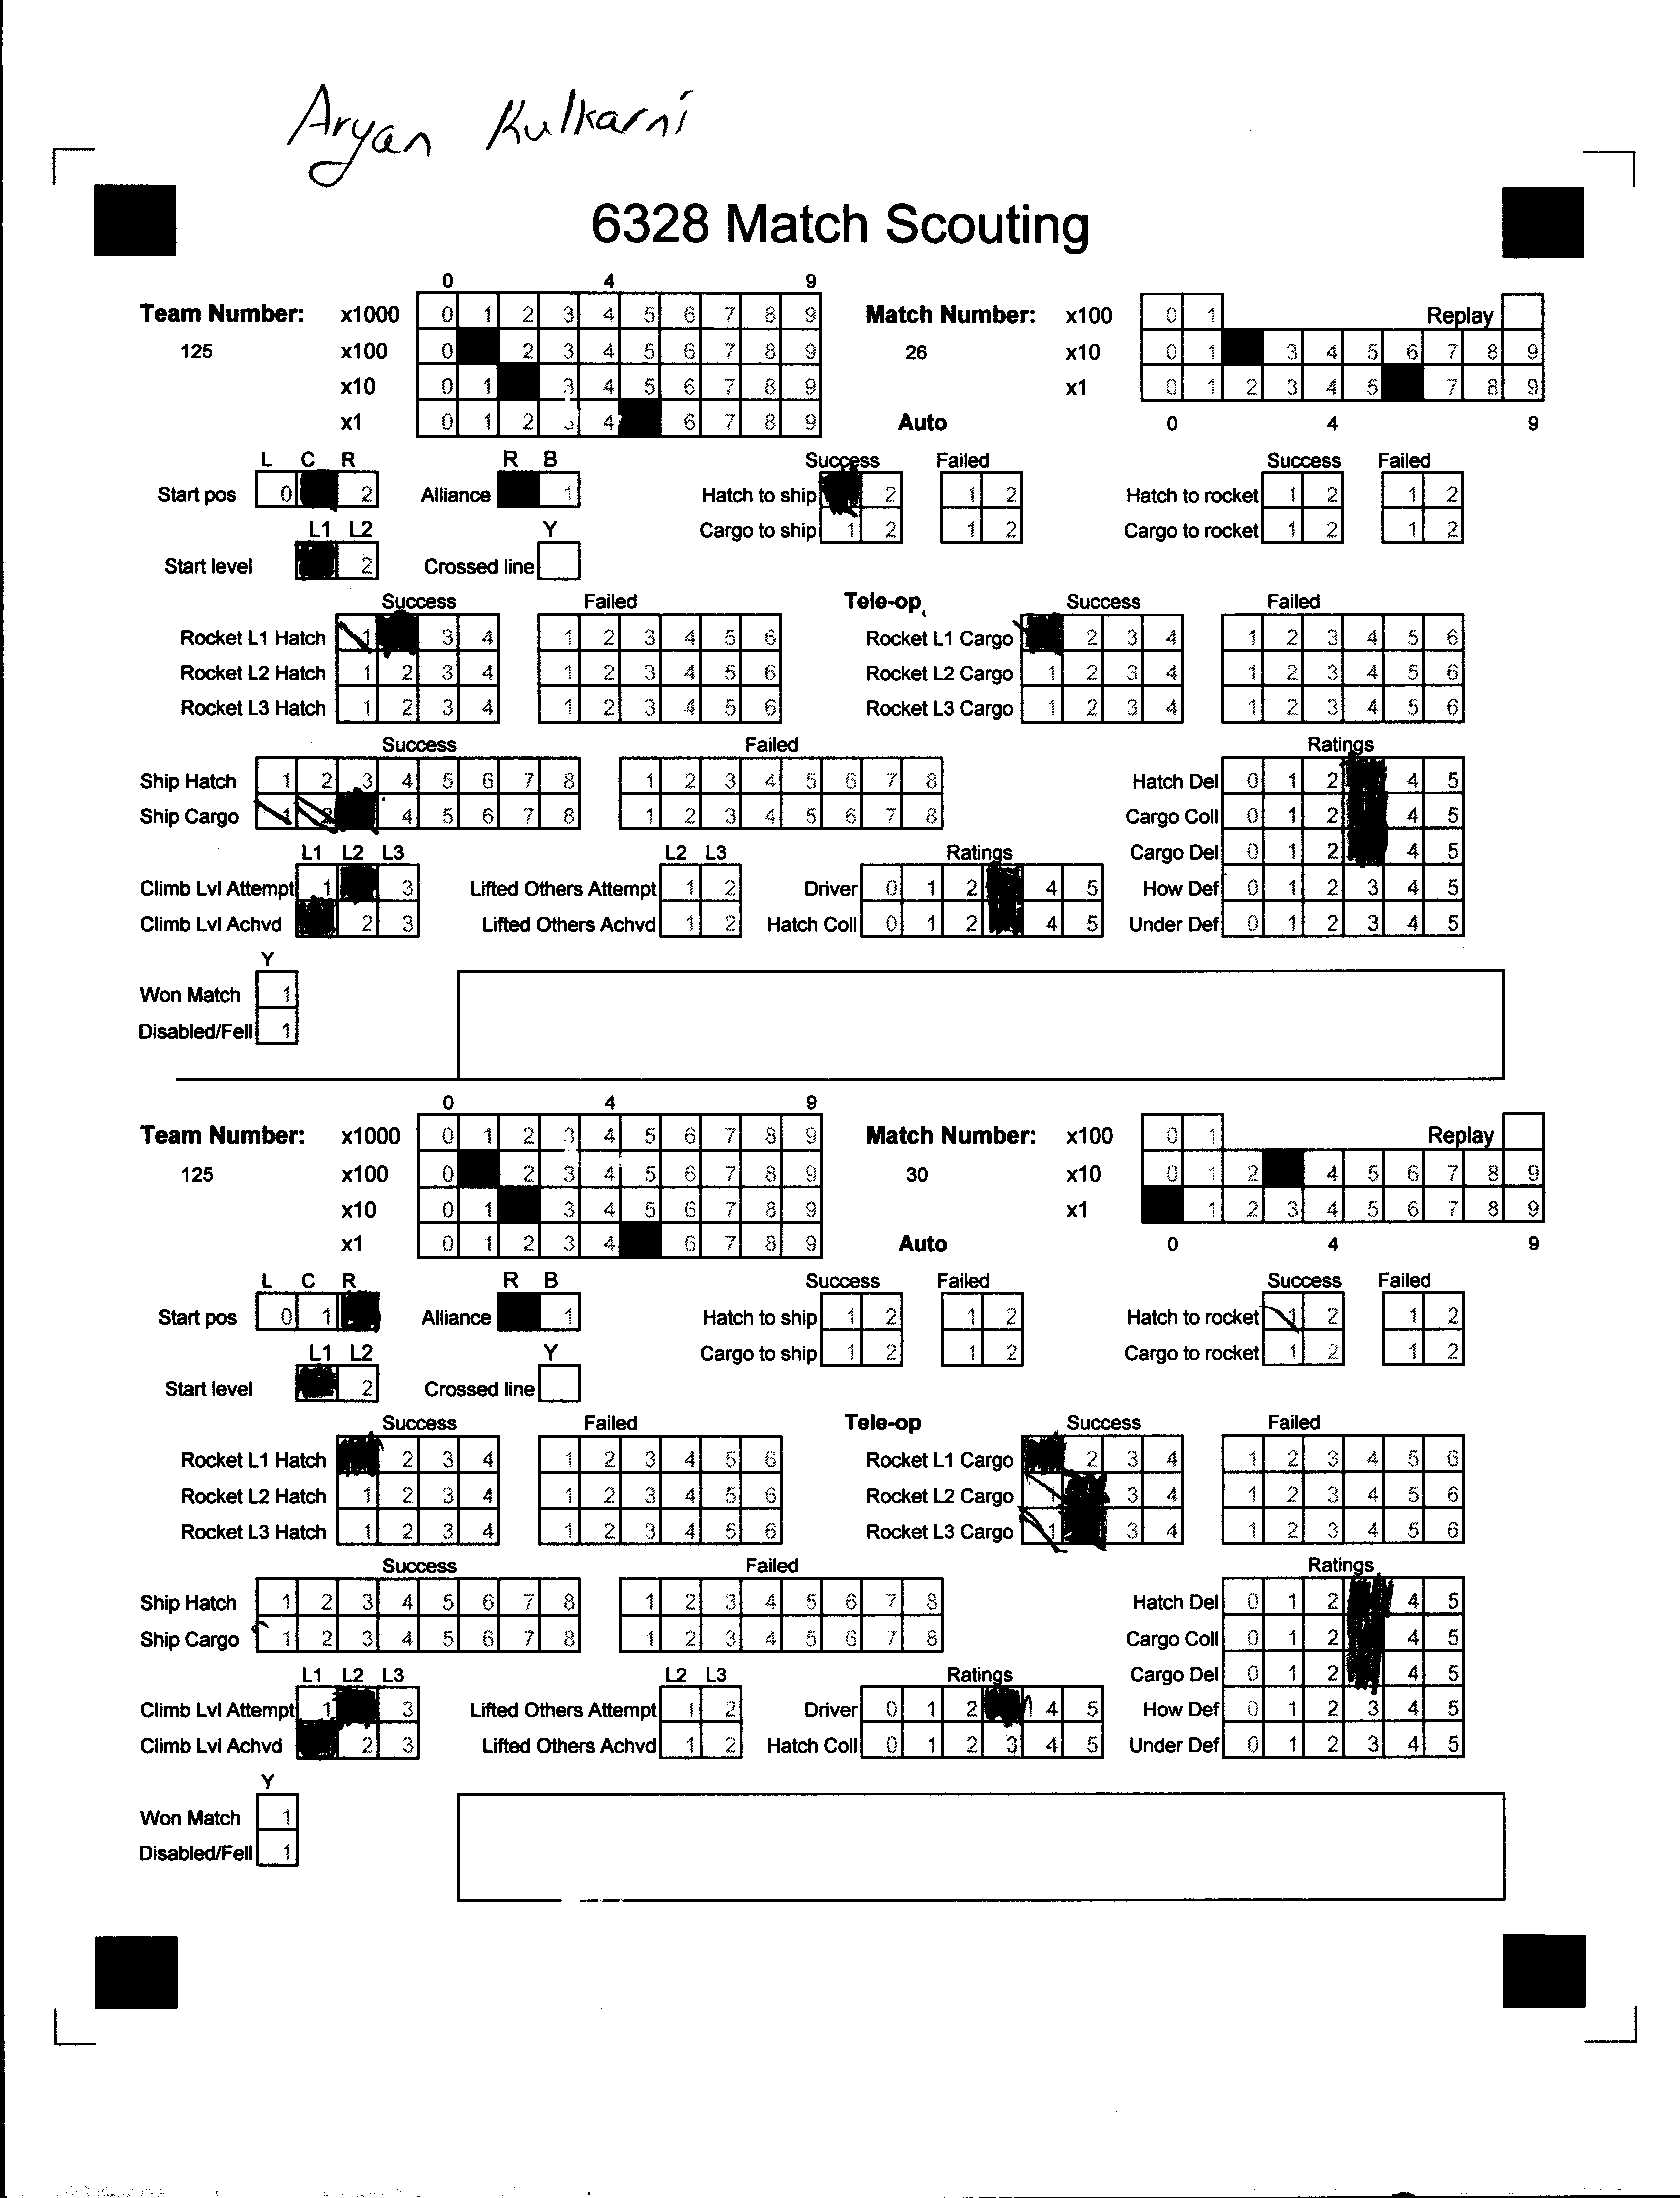 Aryan Kulkarni
6328 Match Scouting
0 4 9
Team Number: x1000 0 1 2 3 4 5 6 7 8 9 Match Number: x100 0 1 Replay
125 x100 0 2 3 4 5 6 7 8 9 26 x10 0 1 3 4 5 6 7 8 9
x10 0 1 3 4 5 6 7 8 9 x1 0 1 2 3 4 5 7 8 9
x1 0 1 2 3 4 6 7 8 9 Auto 0 4 9
L C R R B Success Failed Success Failed
Start pos 0 2 Alliance 1 Hatch to ship 2 1 2 Hatch to rocket 1 2 1 2
L1 L2 Y Cargo to ship 1 2 1 2 Cargo to rocket 1 2 1 2
Start level 2 Crossed line
Success Failed Tele-op Success Failed
Rocket L1 Hatch 1 3 4 1 2 3 4 5 6 Rocket L1 Cargo 2 3 4 1 2 3 4 5 6
Rocket L2 Hatch 1 2 3 4 1 2 3 4 5 6 Rocket L2 Cargo 1 2 3 4 1 2 3 4 5 6
Rocket L3 Hatch 1 2 3 4 1 2 3 4 5 6 Rocket L3 Cargo 1 2 3 4 1 2 3 4 5 6
Success Failed Ratings
Ship Hatch 1 2 3 4 5 6 7 8 1 2 3 4 5 6 7 8 Hatch Del 0 1 2 4 5
Ship Cargo 1 2 4 5 6 7 8 1 2 3 4 5 6 7 8 Cargo Coll 0 1 2 4 5
L1 L2 L3 L2 L3 Ratings Cargo Del 0 1 2 4 5
Climb Lvl Attempt 1 3 Lifted Others Attempt 1 2 Driver 0 1 2 4 5 How Def 0 1 2 3 4 5
Climb Lvl Achvd 2 3 Lifted Others Achvd 1 2 Hatch Coll 0 1 2 4 5 Under Def 0 1 2 3 4 5
Y
Won Match 1
Disabled/Fell 1
0 4 9
Team Number: x1000 0 1 2 3 4 5 6 7 8 9 Match Number: x100 0 1 Replay
125 x100 0 2 3 4 5 6 7 8 9 30 x10 0 1 2 4 5 6 7 8 9
x10 0 1 3 4 5 6 7 8 9 x1 1 2 3 4 5 6 7 8 9
x1 0 1 2 3 4 6 7 8 9 Auto 0 4 9
L C R R B Success Failed Success Failed
Start pos 0 1 Alliance 1 Hatch to ship 1 2 1 2 Hatch to rocket 1 2 1 2
L1 L2 Y Cargo to ship 1 2 1 2 Cargo to rocket 1 2 1 2
Start level 2 Crossed line
Success Failed Tele-op Success Failed
Rocket L1 Hatch 2 3 4 1 2 3 4 5 6 Rocket L1 Cargo 2 3 4 1 2 3 4 5 6
Rocket L2 Hatch 1 2 3 4 1 2 3 4 5 6 Rocket L2 Cargo 1 3 4 1 2 3 4 5 6
Rocket L3 Hatch 1 2 3 4 1 2 3 4 5 6 Rocket L3 Cargo 1 3 4 1 2 3 4 5 6
Success Failed Ratings
Ship Hatch 1 2 3 4 5 6 7 8 1 2 3 4 5 6 7 8 Hatch Del 0 1 2 4 5
Ship Cargo 1 2 3 4 5 6 7 8 1 2 3 4 5 6 7 8 Cargo Coll 0 1 2 4 5
L1 L2 L3 L2 L3 Ratings Cargo Del 0 1 2 4 5
Climb Lvl Attempt 1 3 Lifted Others Attempt 1 2 Driver 0 1 2 4 5 How Def 0 1 2 3 4 5
Climb Lvl Achvd 2 3 Lifted Others Achvd 1 2 Hatch Coll 0 1 2 3 4 5 Under Def 0 1 2 3 4 5
Y
Won Match 1
Disabled/Fell 1